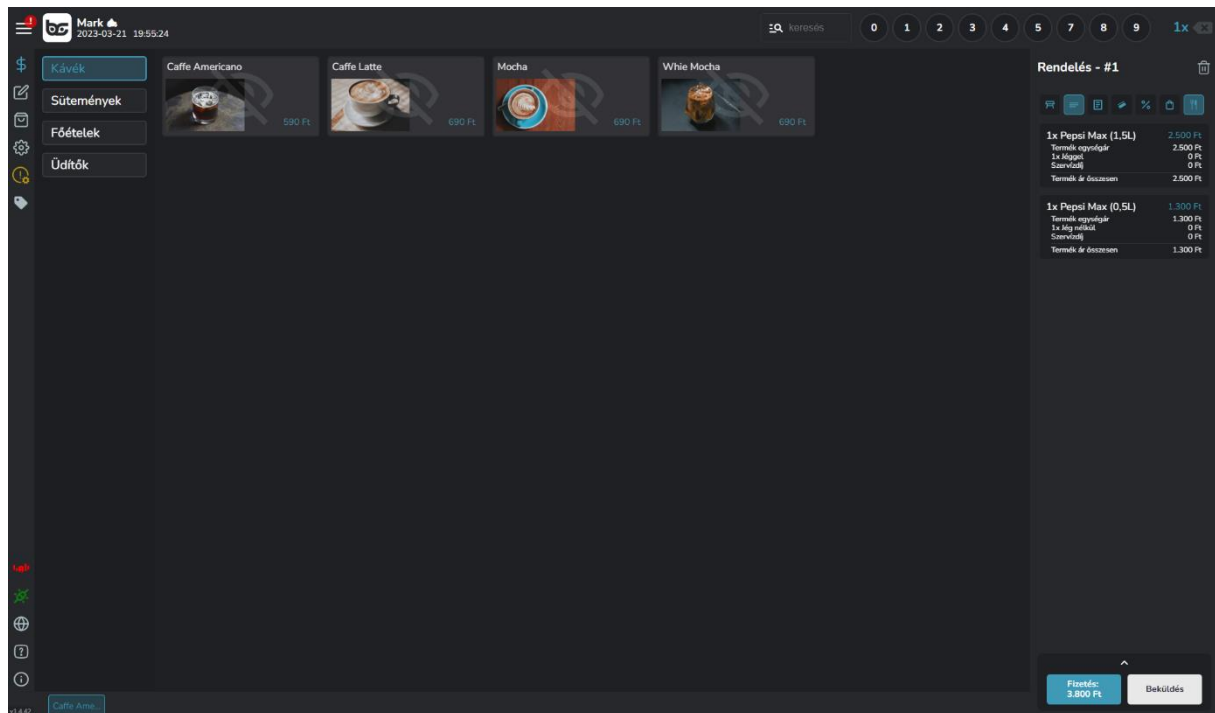 Mark
2023-03-21 19:55:24
keresés
0 1 2 3 4 5 7 8 9
1x
Kávék
Sütemények
Főételek
Üdítők
Caffe Americano
590 Ft
Caffe Latte
690 Ft
Mocha
690 Ft
Whie Mocha
690 Ft
Rendelés - #1
1x Pepsi Max (1,5L) 2.500 Ft
Termék egységár 2.500 Ft
1x Jéggel 0 Ft
Szervízdíj 0 Ft
Termék ár összesen 2.500 Ft
1x Pepsi Max (0,5L) 1.300 Ft
Termék egységár 1.300 Ft
1x Jég nélkül 0 Ft
Szervízdíj 0 Ft
Termék ár összesen 1.300 Ft
Fizetés:
3.800 Ft
Beküldés
Caffe Ame...